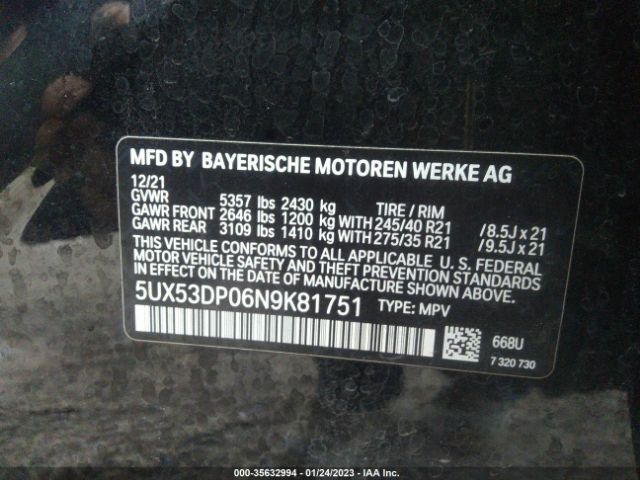 MFD BY BAYERISCHE MOTOREN WERKE AG
12/21
GVWR 5357 lbs 2430 kg TIRE / RIM
GAWR FRONT 2646 lbs 1200 kg WITH 245/40 R21 /8.5J x 21
GAWR REAR 3109 lbs 1410 kg WITH 275/35 R21 /9.5J x 21
THIS VEHICLE CONFORMS TO ALL APPLICABLE U.S. FEDERAL
MOTOR VEHICLE SAFETY AND THEFT PREVENTION STANDARDS
IN EFFECT ON THE DATE OF MANUFACTURE SHOWN ABOVE.
5UX53DP06N9K81751 TYPE: MPV
668U
7 320 730
000-35632994 - 01/24/2023 - IAA Inc.